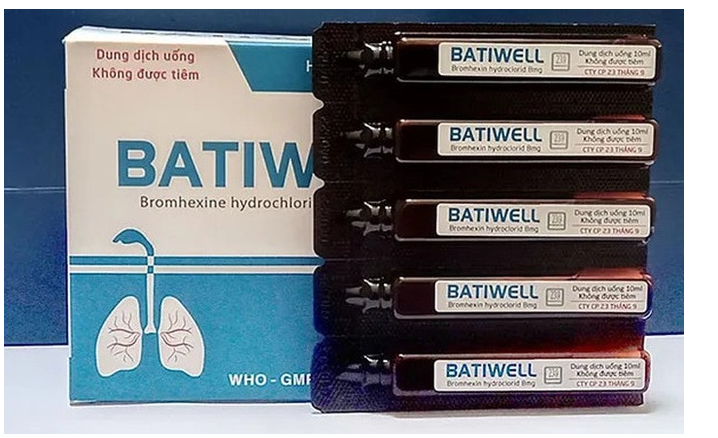 Dung dịch uống
Không được tiêm
H
BATIW
Bromhexine hydrochlori
WHO - GMP
BATIWELL
Bromhexin hydroclorid 8mg
Dung dịch uống 10ml
Không được tiêm
CTY CP 23 THÁNG 9
BATIWELL
Bromhexin hydroclorid 8mg
Dung dịch uống 10ml
Không được tiêm
CTY CP 23 THÁNG 9
BATIWELL
Bromhexin hydroclorid 8mg
Dung dịch uống 10ml
Không được tiêm
CTY CP 23 THÁNG 9
BATIWELL
Bromhexin hydroclorid 8mg
Dung dịch uống 10ml
Không được tiêm
CTY CP 23 THÁNG 9
BATIWELL
Bromhexin hydroclorid 8mg
Dung dịch uống 10ml
Không được tiêm
CTY CP 23 THÁNG 9